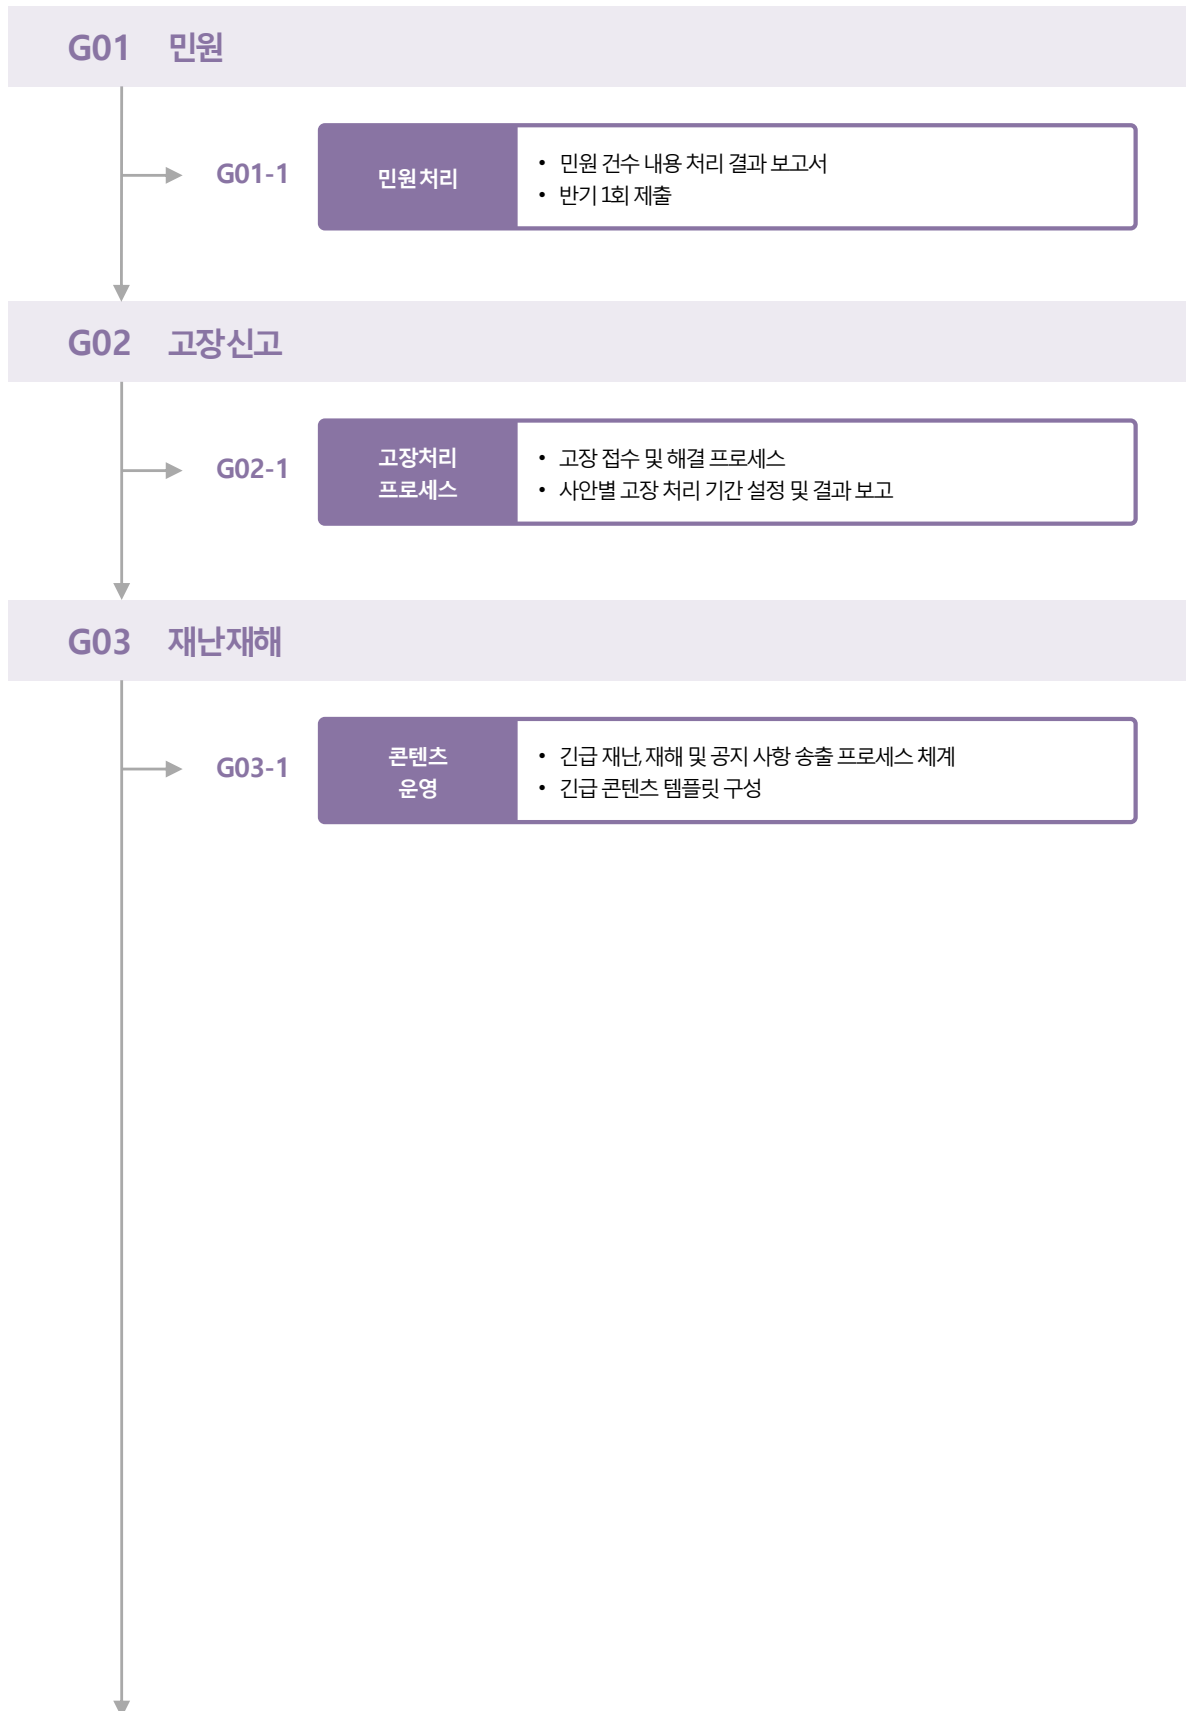 G01 민원
G01-1
민원 처리
• 민원 건수 내용 처리 결과 보고서
• 반기 1회 제출
G02 고장신고
G02-1
고장처리
프로세스
• 고장 접수 및 해결 프로세스
• 사안별 고장 처리 기간 설정 및 결과 보고
G03 재난재해
G03-1
콘텐츠
운영
• 긴급 재난, 재해 및 공지 사항 송출 프로세스 체계
• 긴급 콘텐츠 템플릿 구성